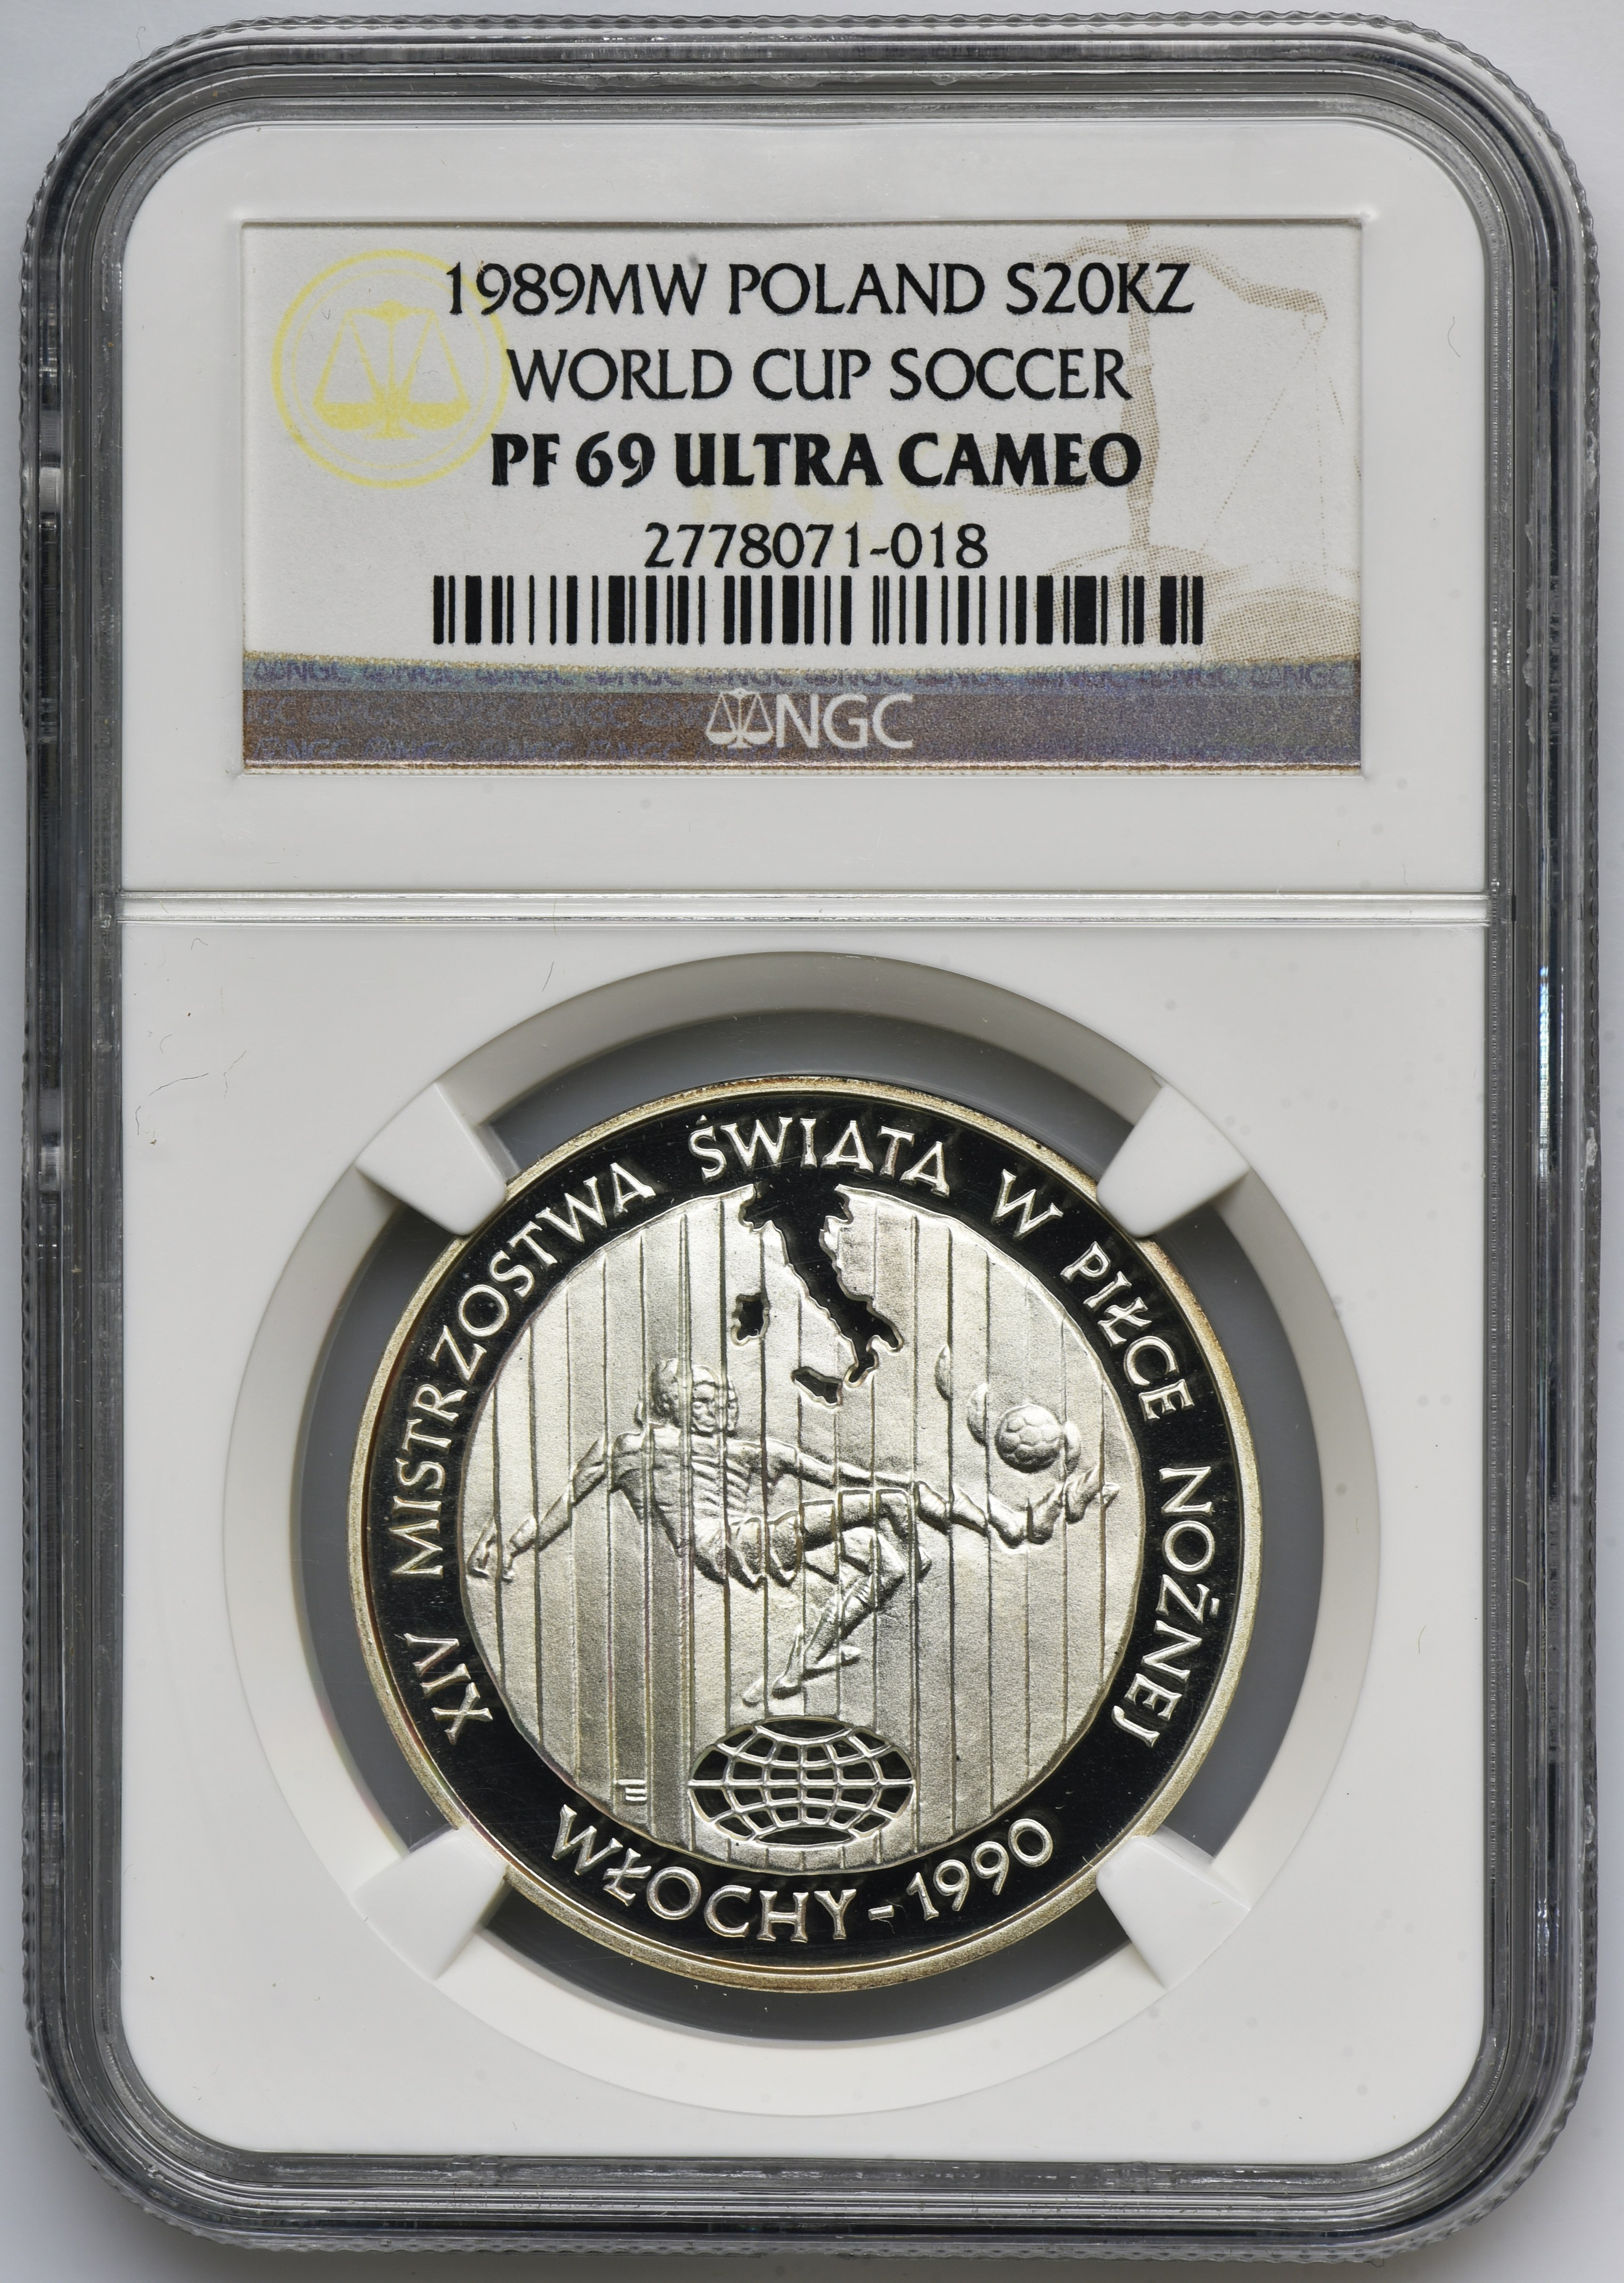 1989MW POLAND S20KZ
WORLD CUP SOCCER
PF 69 ULTRA CAMEO
2778071-018
NGC
XIV MISTRZOSTWA ŚWIATA W PIŁCE NOŻNEJ
WŁOCHY-1990